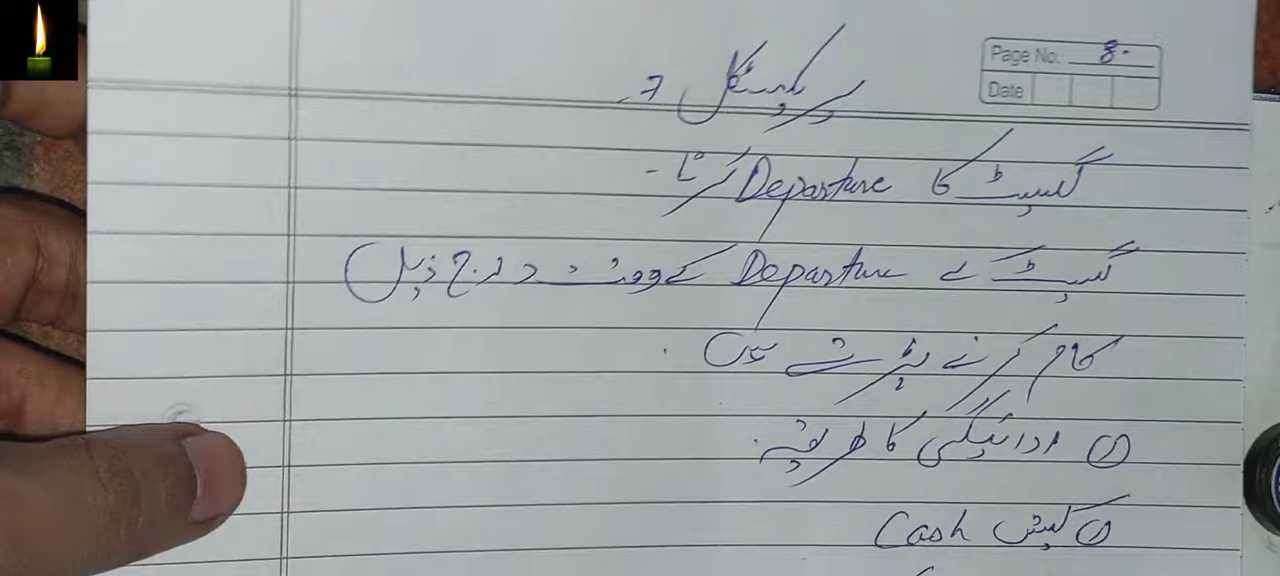 Page No. 8.
Date
پریکٹیکل 7-
گیسٹ کا Departure کرنا -
گیسٹ کے Departure کے وقت درج ذیل
کام کرنے پڑتے ہیں
① ادائیگی کا طریقہ.
① کیش Cash